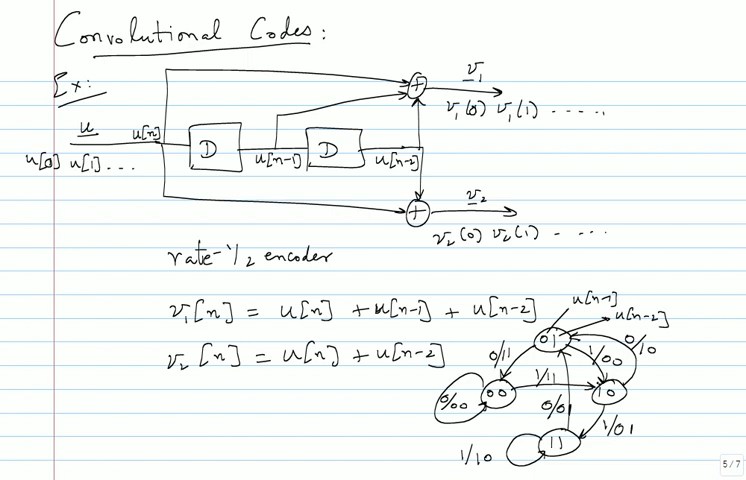 Convolutional Codes:
Ex:
u
u[0] u[1] ...
u[n]
D
u[n-1]
D
u[n-2]
+
v₁
v₁(0) v₁(1) .....
+
v₂
v₂(0) v₂(1) .....
rate-1/2 encoder
v₁[n] = u[n] + u[n-1] + u[n-2]
v₂[n] = u[n] + u[n-2]
u[n-1]
u[n-2]
01
0/10
0/11
1/00
00
1/11
10
0/00
0/01
1/01
11
1/10
5/7